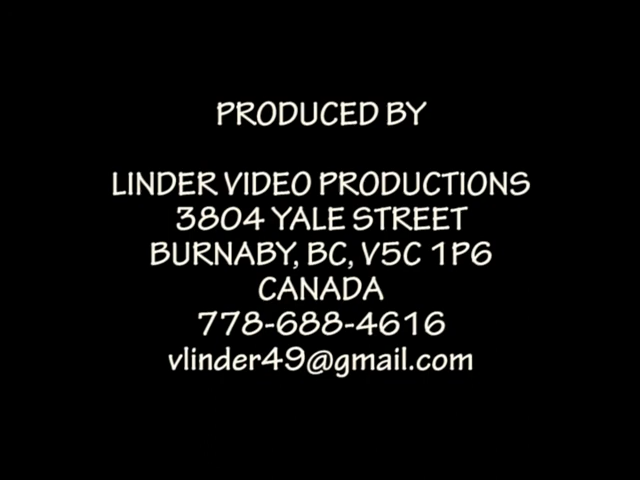 PRODUCED BY
LINDER VIDEO PRODUCTIONS
3804 YALE STREET
BURNABY, BC, V5C 1P6
CANADA
778-688-4616
vlinder49@gmail.com